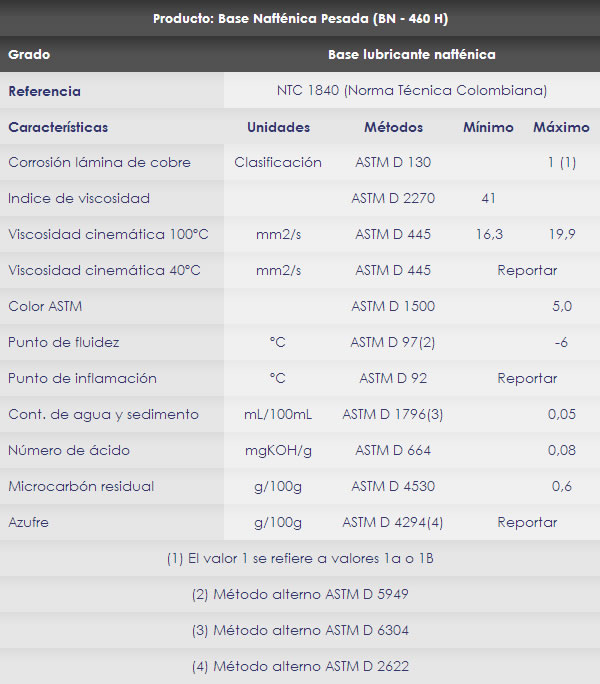 Producto: Base Nafténica Pesada (BN - 460 H)
Grado Base lubricante nafténica
Referencia NTC 1840 (Norma Técnica Colombiana)
Características Unidades Métodos Mínimo Máximo
Corrosión lámina de cobre Clasificación ASTM D 130 1 (1)
Indice de viscosidad ASTM D 2270 41
Viscosidad cinemática 100°C mm2/s ASTM D 445 16,3 19,9
Viscosidad cinemática 40°C mm2/s ASTM D 445 Reportar
Color ASTM ASTM D 1500 5,0
Punto de fluidez °C ASTM D 97(2) -6
Punto de inflamación °C ASTM D 92 Reportar
Cont. de agua y sedimento mL/100mL ASTM D 1796(3) 0,05
Número de ácido mgKOH/g ASTM D 664 0,08
Microcarbón residual g/100g ASTM D 4530 0,6
Azufre g/100g ASTM D 4294(4) Reportar
(1) El valor 1 se refiere a valores 1a o 1B
(2) Método alterno ASTM D 5949
(3) Método alterno ASTM D 6304
(4) Método alterno ASTM D 2622